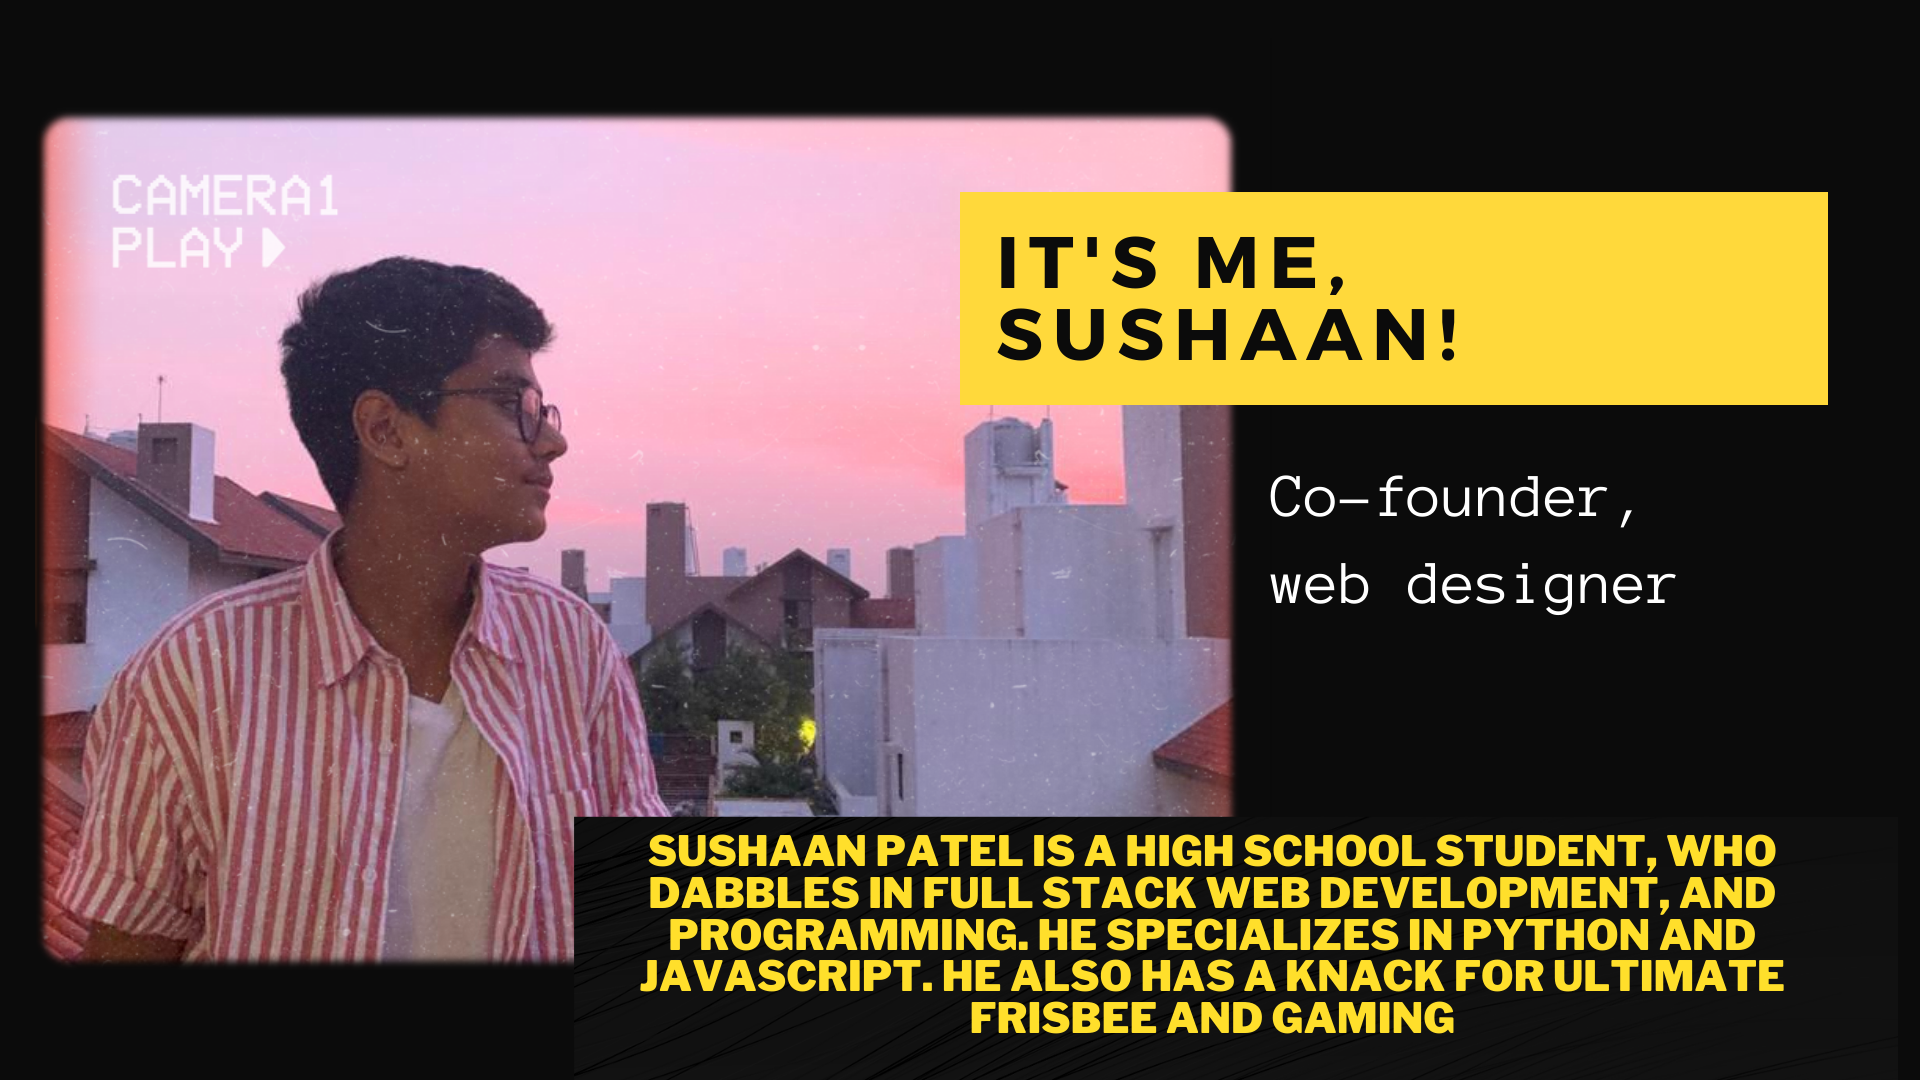 CAMERA1
PLAY
IT'S ME,
SUSHAAN!
Co-founder,
web designer
SUSHAAN PATEL IS A HIGH SCHOOL STUDENT, WHO
DABBLES IN FULL STACK WEB DEVELOPMENT, AND
PROGRAMMING. HE SPECIALIZES IN PYTHON AND
JAVASCRIPT. HE ALSO HAS A KNACK FOR ULTIMATE
FRISBEE AND GAMING